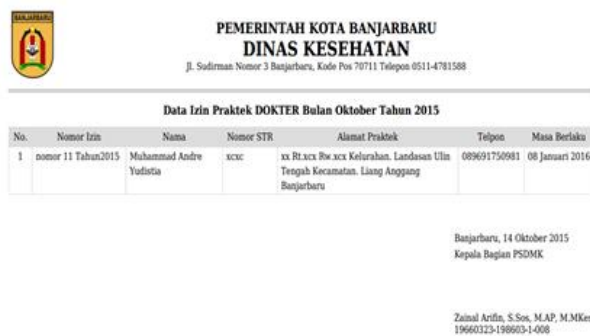 BANJARBARU
PEMERINTAH KOTA BANJARBARU
DINAS KESEHATAN
Jl. Sudirman Nomor 3 Banjarbaru, Kode Pos 70711 Telepon 0511-4781588
Data Izin Praktek DOKTER Bulan Oktober Tahun 2015
No. Nomor Izin Nama Nomor STR Alamat Praktek Telpon Masa Berlaku
1 nomor 11 Tahun2015 Muhammad Andre xcxc xx Rt.xcx Rw.xcx Kelurahan. Landasan Ulin 089691750981 08 Januari 2016
Yudistia Tengah Kecamatan. Liang Anggang
Banjarbaru
Banjarbaru, 14 Oktober 2015
Kepala Bagian PSDMK
Zainal Arifin, S.Sos, M.AP, M.MKes
19660323-198603-1-008